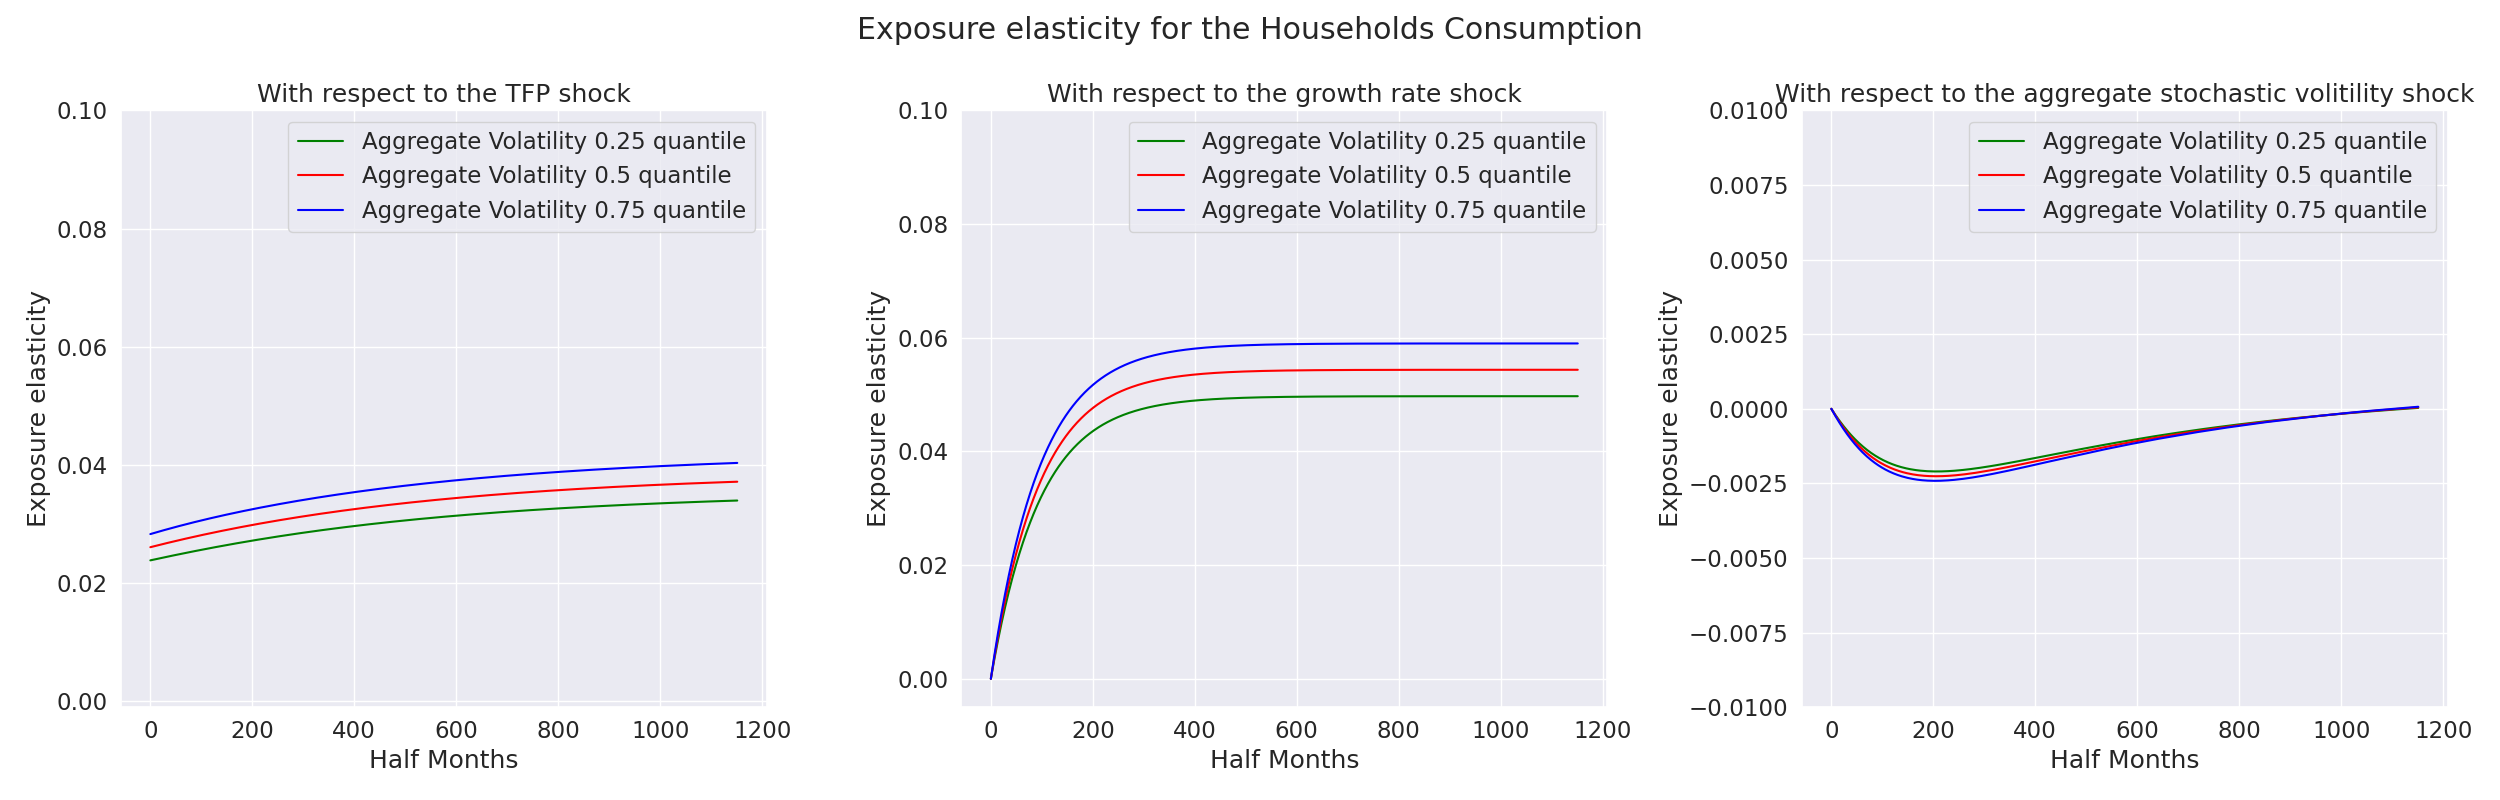 Exposure elasticity for the Households Consumption
With respect to the TFP shock
0.10
0.08
0.06
0.04
0.02
0.00
Exposure elasticity
Aggregate Volatility 0.25 quantile
Aggregate Volatility 0.5 quantile
Aggregate Volatility 0.75 quantile
0 200 400 600 800 1000 1200
Half Months
With respect to the growth rate shock
0.10
0.08
0.06
0.04
0.02
0.00
Exposure elasticity
Aggregate Volatility 0.25 quantile
Aggregate Volatility 0.5 quantile
Aggregate Volatility 0.75 quantile
0 200 400 600 800 1000 1200
Half Months
With respect to the aggregate stochastic volitility shock
0.0100
0.0075
0.0050
0.0025
0.0000
−0.0025
−0.0050
−0.0075
−0.0100
Exposure elasticity
Aggregate Volatility 0.25 quantile
Aggregate Volatility 0.5 quantile
Aggregate Volatility 0.75 quantile
0 200 400 600 800 1000 1200
Half Months